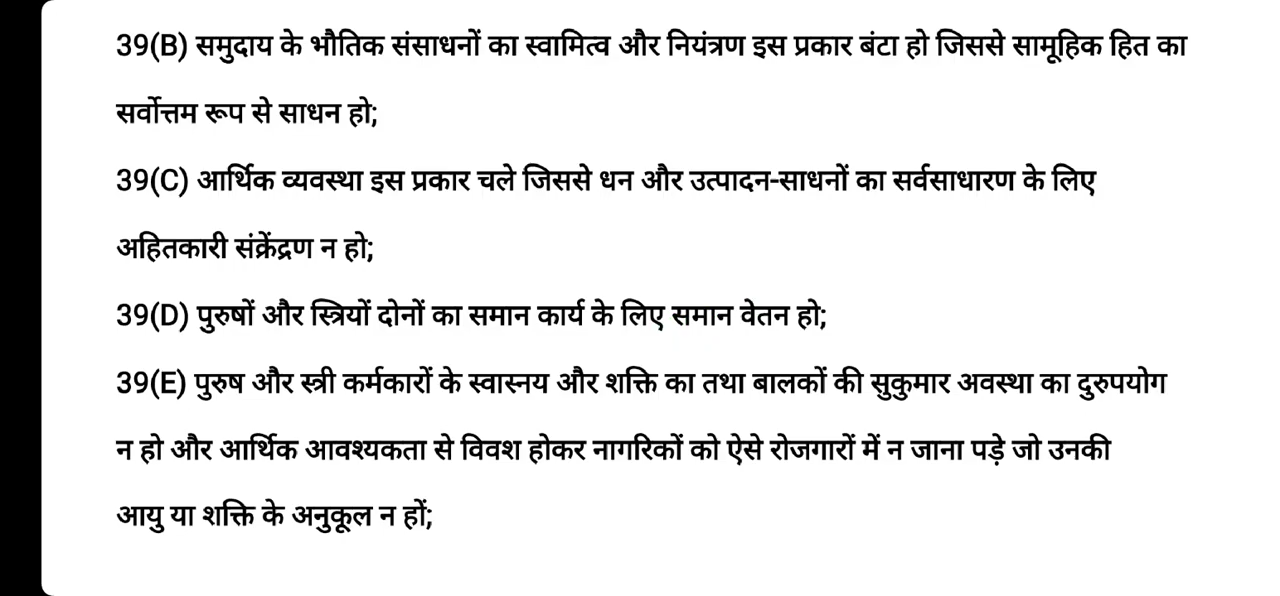 39(B) समुदाय के भौतिक संसाधनों का स्वामित्व और नियंत्रण इस प्रकार बंटा हो जिससे सामूहिक हित का
सर्वोत्तम रूप से साधन हो;
39(C) आर्थिक व्यवस्था इस प्रकार चले जिससे धन और उत्पादन-साधनों का सर्वसाधारण के लिए
अहितकारी संक्रेंद्रण न हो;
39(D) पुरुषों और स्त्रियों दोनों का समान कार्य के लिए समान वेतन हो;
39(E) पुरुष और स्त्री कर्मकारों के स्वास्नय और शक्ति का तथा बालकों की सुकुमार अवस्था का दुरुपयोग
न हो और आर्थिक आवश्यकता से विवश होकर नागरिकों को ऐसे रोजगारों में न जाना पड़े जो उनकी
आयु या शक्ति के अनुकूल न हों;